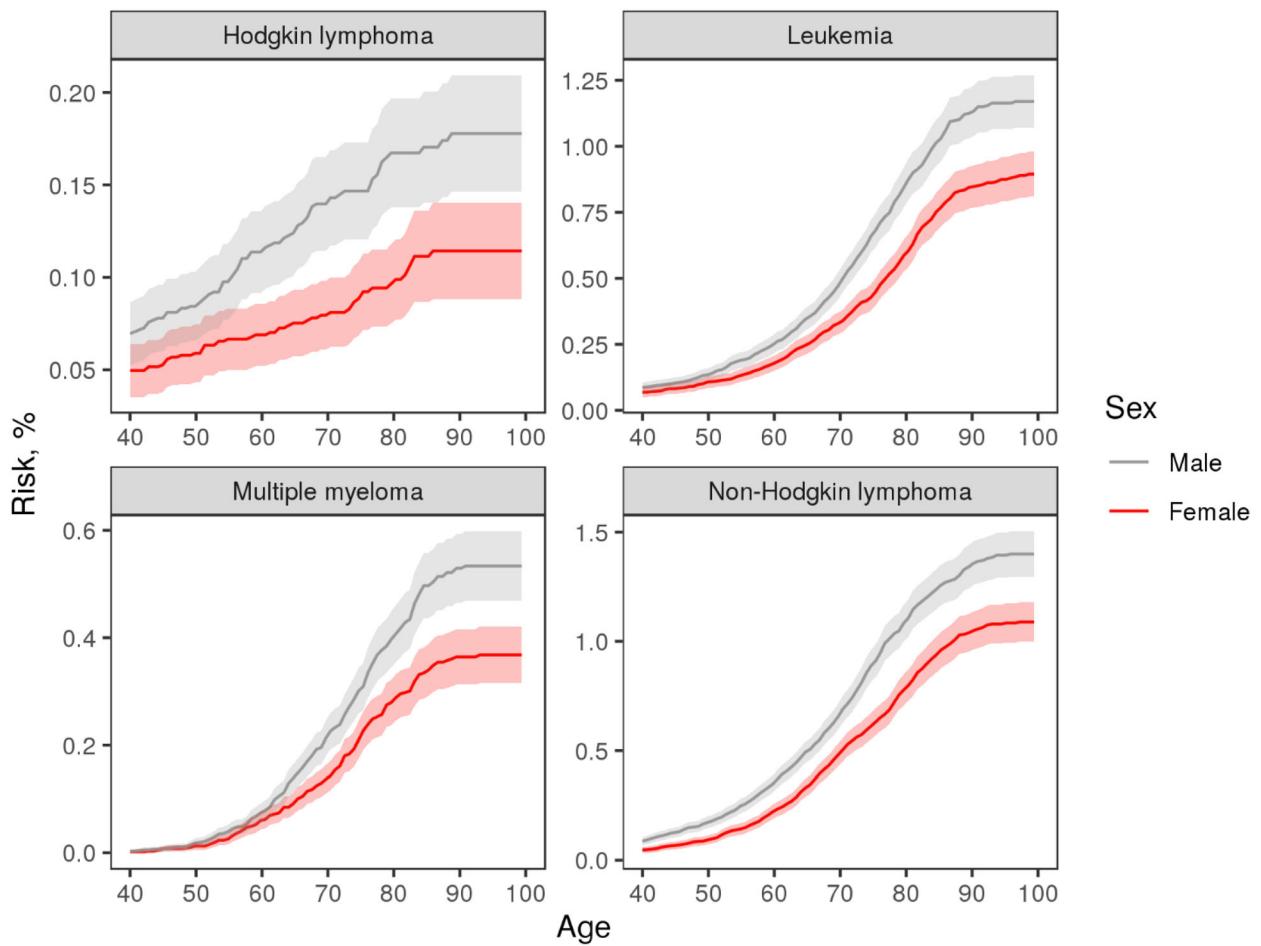 Hodgkin lymphoma
Leukemia
0.20
0.15
0.10
0.05
40 50 60 70 80 90 100
1.25
1.00
0.75
0.50
0.25
0.00
40 50 60 70 80 90 100
Risk, %
Multiple myeloma
Non-Hodgkin lymphoma
0.6
0.4
0.2
0.0
40 50 60 70 80 90 100
1.5
1.0
0.5
0.0
40 50 60 70 80 90 100
Age
Sex
Male
Female